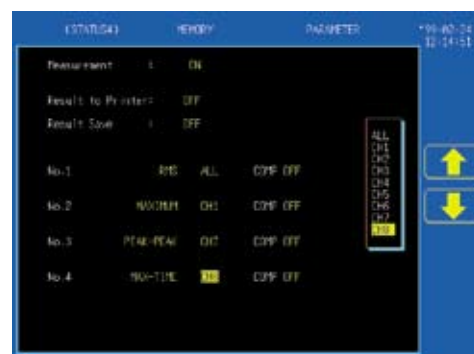 (STATUS4) MEMORY PARAMETER '99-02-24
12:14:51
Measurement : ON
Result to Printer: OFF
Result Save : OFF
No.1 RMS ALL COMP OFF
No.2 MAXIMUM CH1 COMP OFF
No.3 PEAK-PEAK COMP OFF
No.4 MAX-TIME CH8 COMP OFF
ALL
CH1
CH2
CH3
CH4
CH5
CH6
CH7
CH8